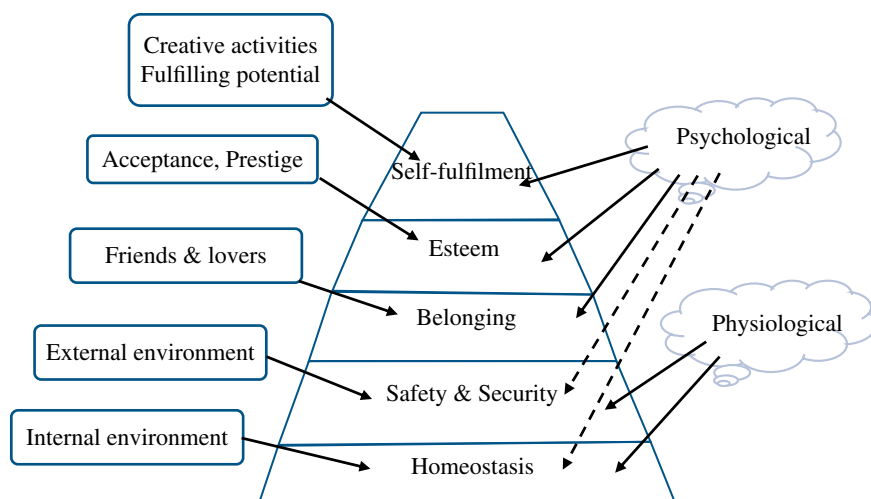 Creative activities
Fulfilling potential
Psychological
Acceptance, Prestige
Self-fulfilment
Friends & lovers
Esteem
Belonging
Physiological
External environment
Safety & Security
Internal environment
Homeostasis